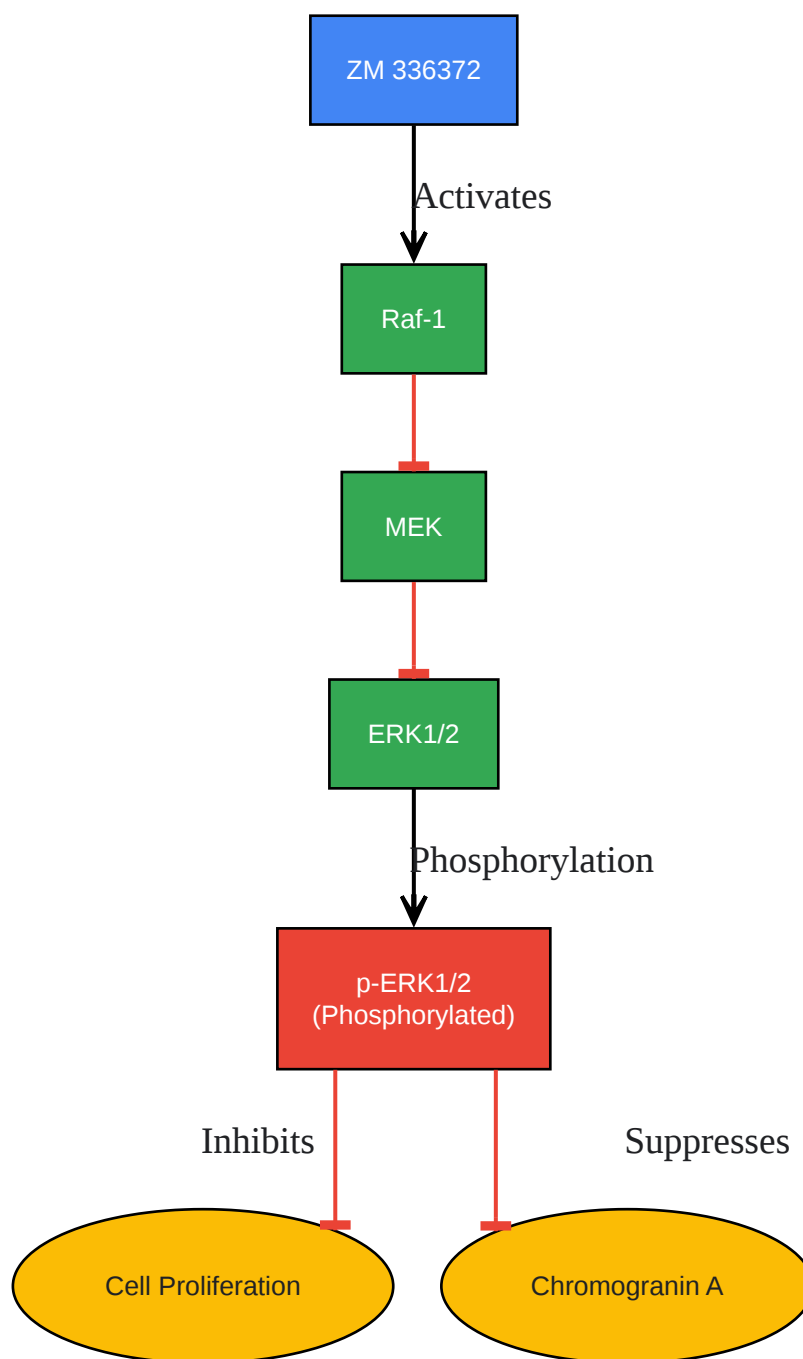 ZM 336372
Activates
Raf-1
MEK
ERK1/2
Phosphorylation
p-ERK1/2
(Phosphorylated)
Inhibits
Suppresses
Cell Proliferation
Chromogranin A